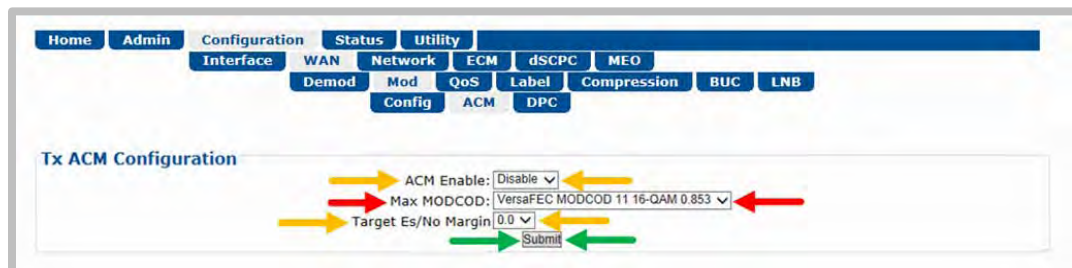 Home Admin Configuration Status Utility
Interface WAN Network ECM dSCPC MEO
Demod Mod QoS Label Compression BUC LNB
Config ACM DPC
Tx ACM Configuration
ACM Enable: Disable
Max MODCOD: VersaFEC MODCOD 11 16-QAM 0.853
Target Es/No Margin 0.0
Submit